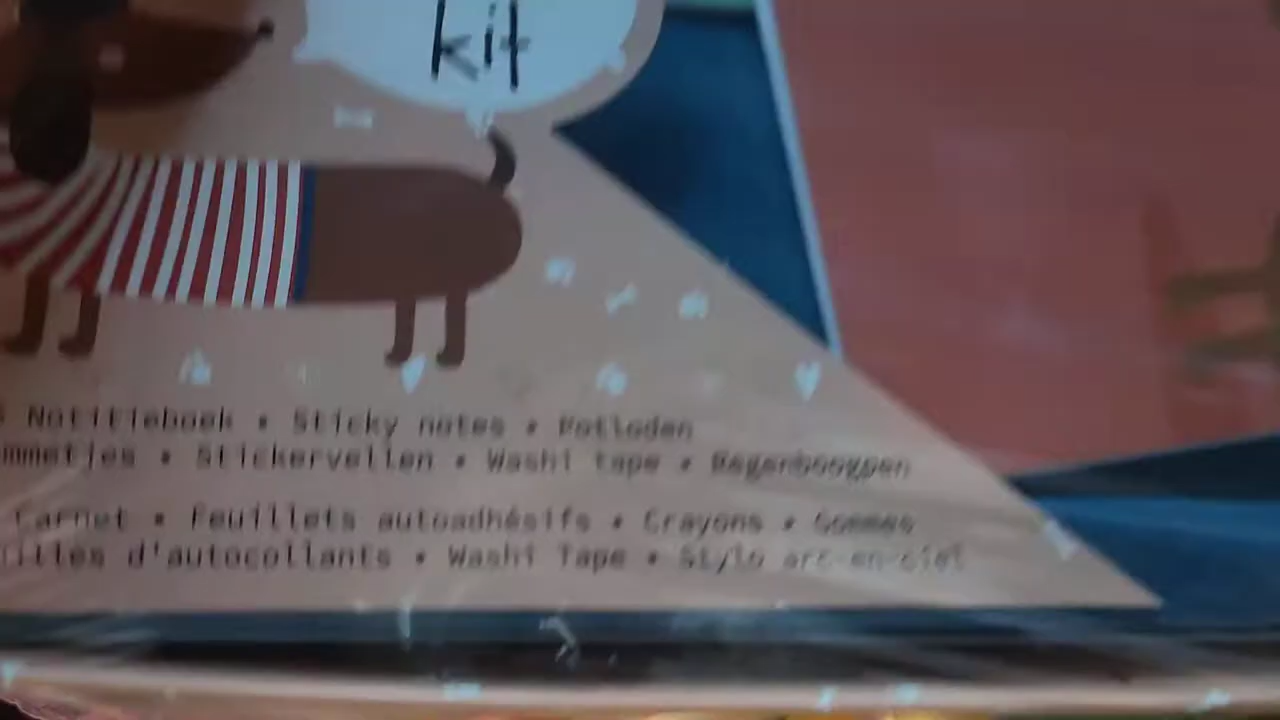 kit
Notitieboek • Sticky notes • Potloden
mmetjes • Stickervellen • Washi tape • Regenboogpen
Carnet • Feuillets autoadhésifs • Crayons • Gommes
illes d'autocollants • Washi Tape • Stylo arc-en-ciel